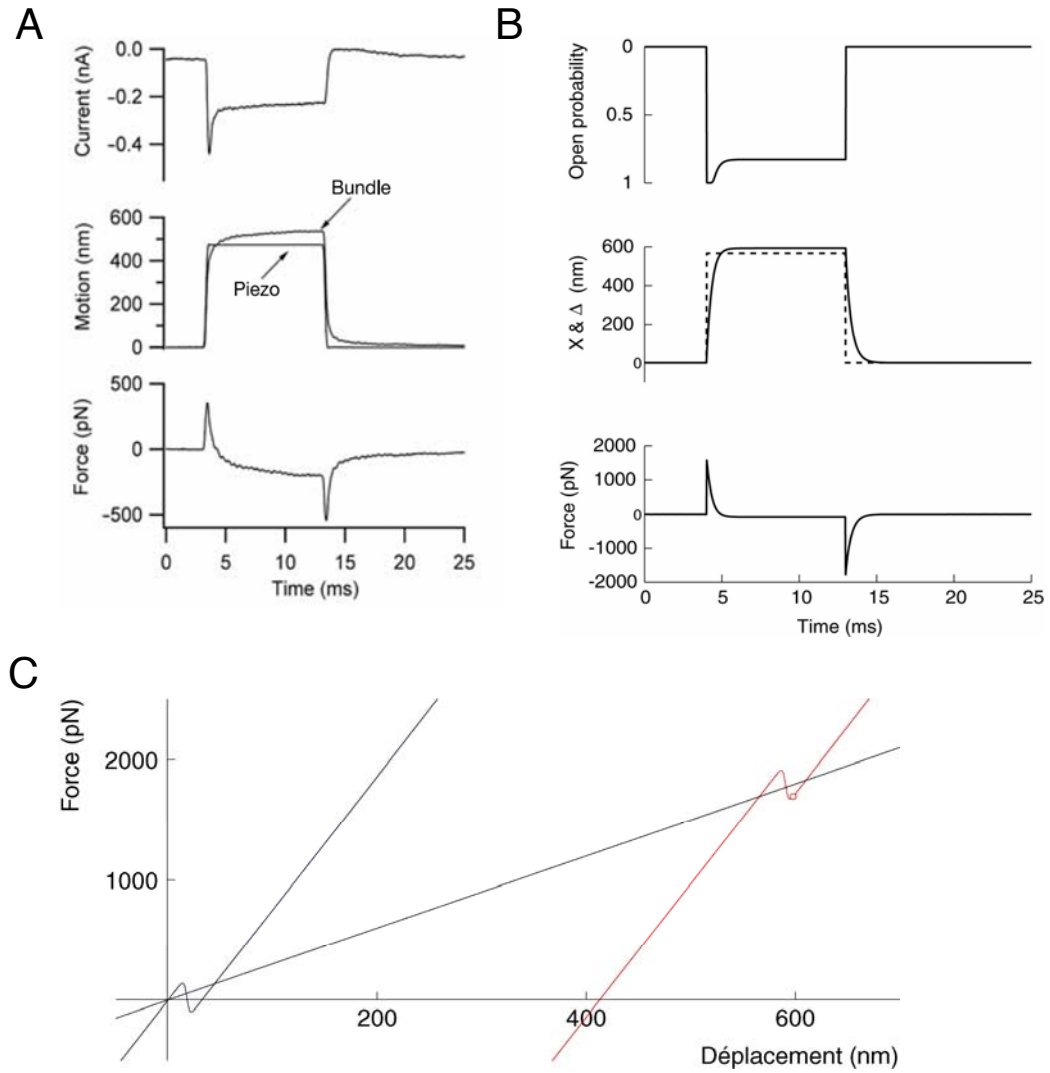 A
Current (nA)
0.0
-0.2
-0.4
Bundle
Piezo
Motion (nm)
600
400
200
0
Force (pN)
500
0
-500
0 5 10 15 20 25
Time (ms)
B
Open probability
0
0.5
1
X & Δ (nm)
600
400
200
0
Force (pN)
2000
1000
0
-1000
-2000
0 5 10 15 20 25
Time (ms)
C
Force (pN)
2000
1000
200 400 600
Déplacement (nm)